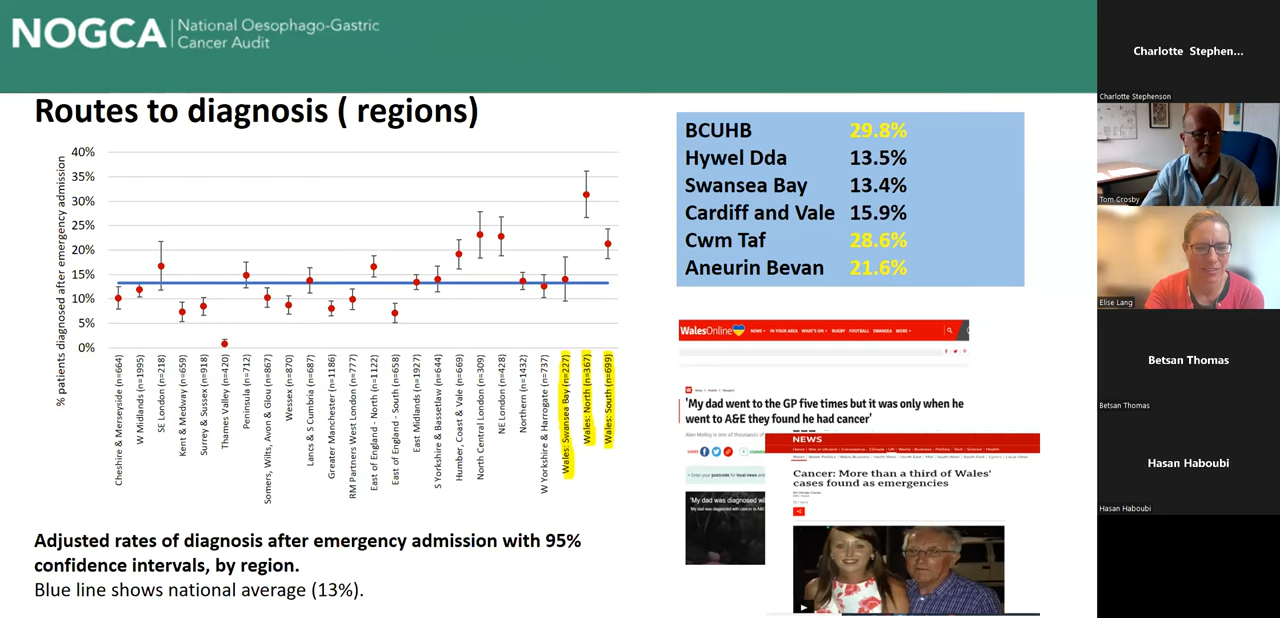 NOGCA
National Oesophago-Gastric
Cancer Audit
Routes to diagnosis ( regions)
% patients diagnosed after emergency admission
40%
35%
30%
25%
20%
15%
10%
5%
0%
Cheshire & Merseyside (n=664)
W Midlands (n=1995)
SE London (n=218)
Kent & Medway (n=659)
Surrey & Sussex (n=918)
Thames Valley (n=420)
Peninsula (n=712)
Somerset, Wilts, Avon & Glou (n=867)
Wessex (n=870)
Lancs & S Cumbria (n=687)
Greater Manchester (n=1186)
RM Partners West London (n=777)
East of England - North (n=1122)
East of England - South (n=658)
East Midlands (n=1927)
S Yorkshire & Bassetlaw (n=644)
Humber, Coast & Vale (n=669)
North Central London (n=309)
NE London (n=428)
Northern (n=1432)
W Yorkshire & Harrogate (n=737)
Wales: Swansea Bay (n=227)
Wales: North (n=367)
Wales: South (n=699)
Adjusted rates of diagnosis after emergency admission with 95%
confidence intervals, by region.
Blue line shows national average (13%).
BCUHB 29.8%
Hywel Dda 13.5%
Swansea Bay 13.4%
Cardiff and Vale 15.9%
Cwm Taf 28.6%
Aneurin Bevan 21.6%
WalesOnline NEWS IN YOUR AREA WHAT'S ON RUGBY FOOTBALL SWANSEA MORE
'My dad went to the GP five times but it was only when he
went to A&E they found he had cancer'
'My dad was diagnosed wi
NEWS
Cancer: More than a third of Wales'
cases found as emergencies
Charlotte Stephen...
Charlotte Stephenson
Tom Crosby
Elise Lang
Betsan Thomas
Betsan Thomas
Hasan Haboubi
Hasan Haboubi